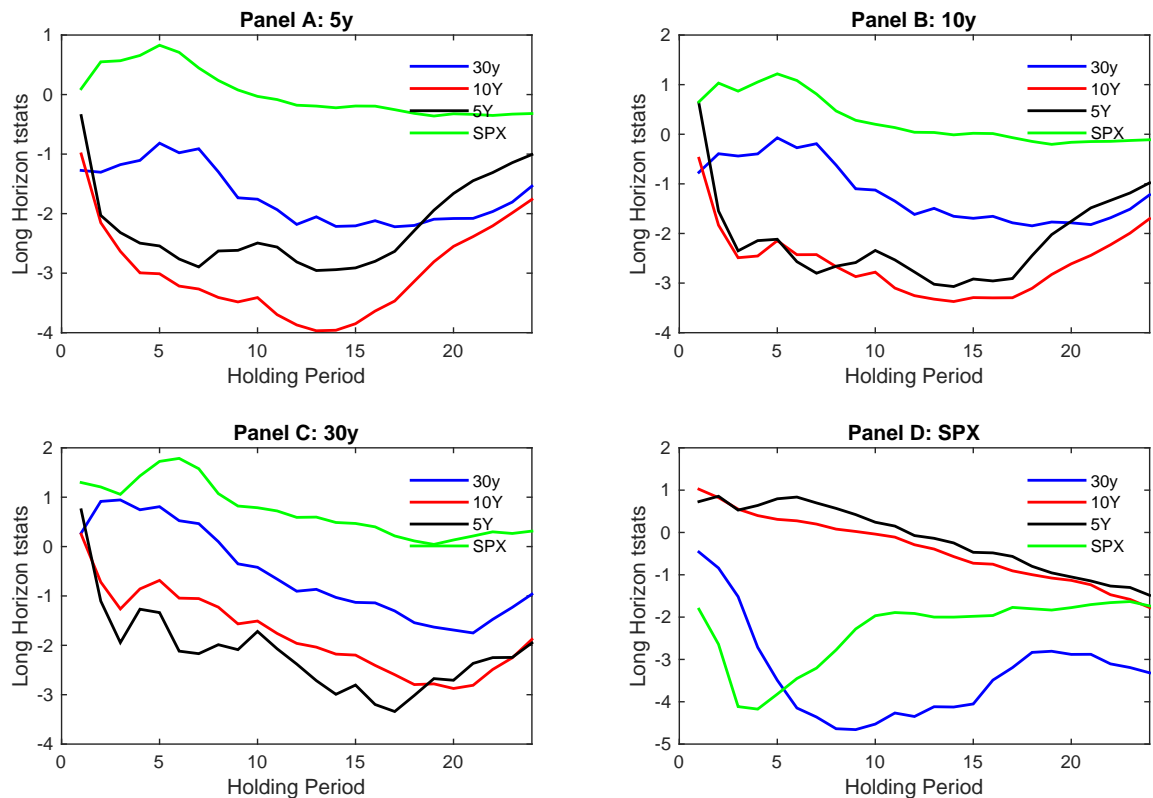 Panel A: 5y
Long Horizon tstats
1
0
-1
-2
-3
-4
0 5 10 15 20
Holding Period
30y
10Y
5Y
SPX
Panel B: 10y
Long Horizon tstats
2
1
0
-1
-2
-3
-4
0 5 10 15 20
Holding Period
30y
10Y
5Y
SPX
Panel C: 30y
Long Horizon tstats
2
1
0
-1
-2
-3
-4
0 5 10 15 20
Holding Period
30y
10Y
5Y
SPX
Panel D: SPX
Long Horizon tstats
2
1
0
-1
-2
-3
-4
-5
0 5 10 15 20
Holding Period
30y
10Y
5Y
SPX